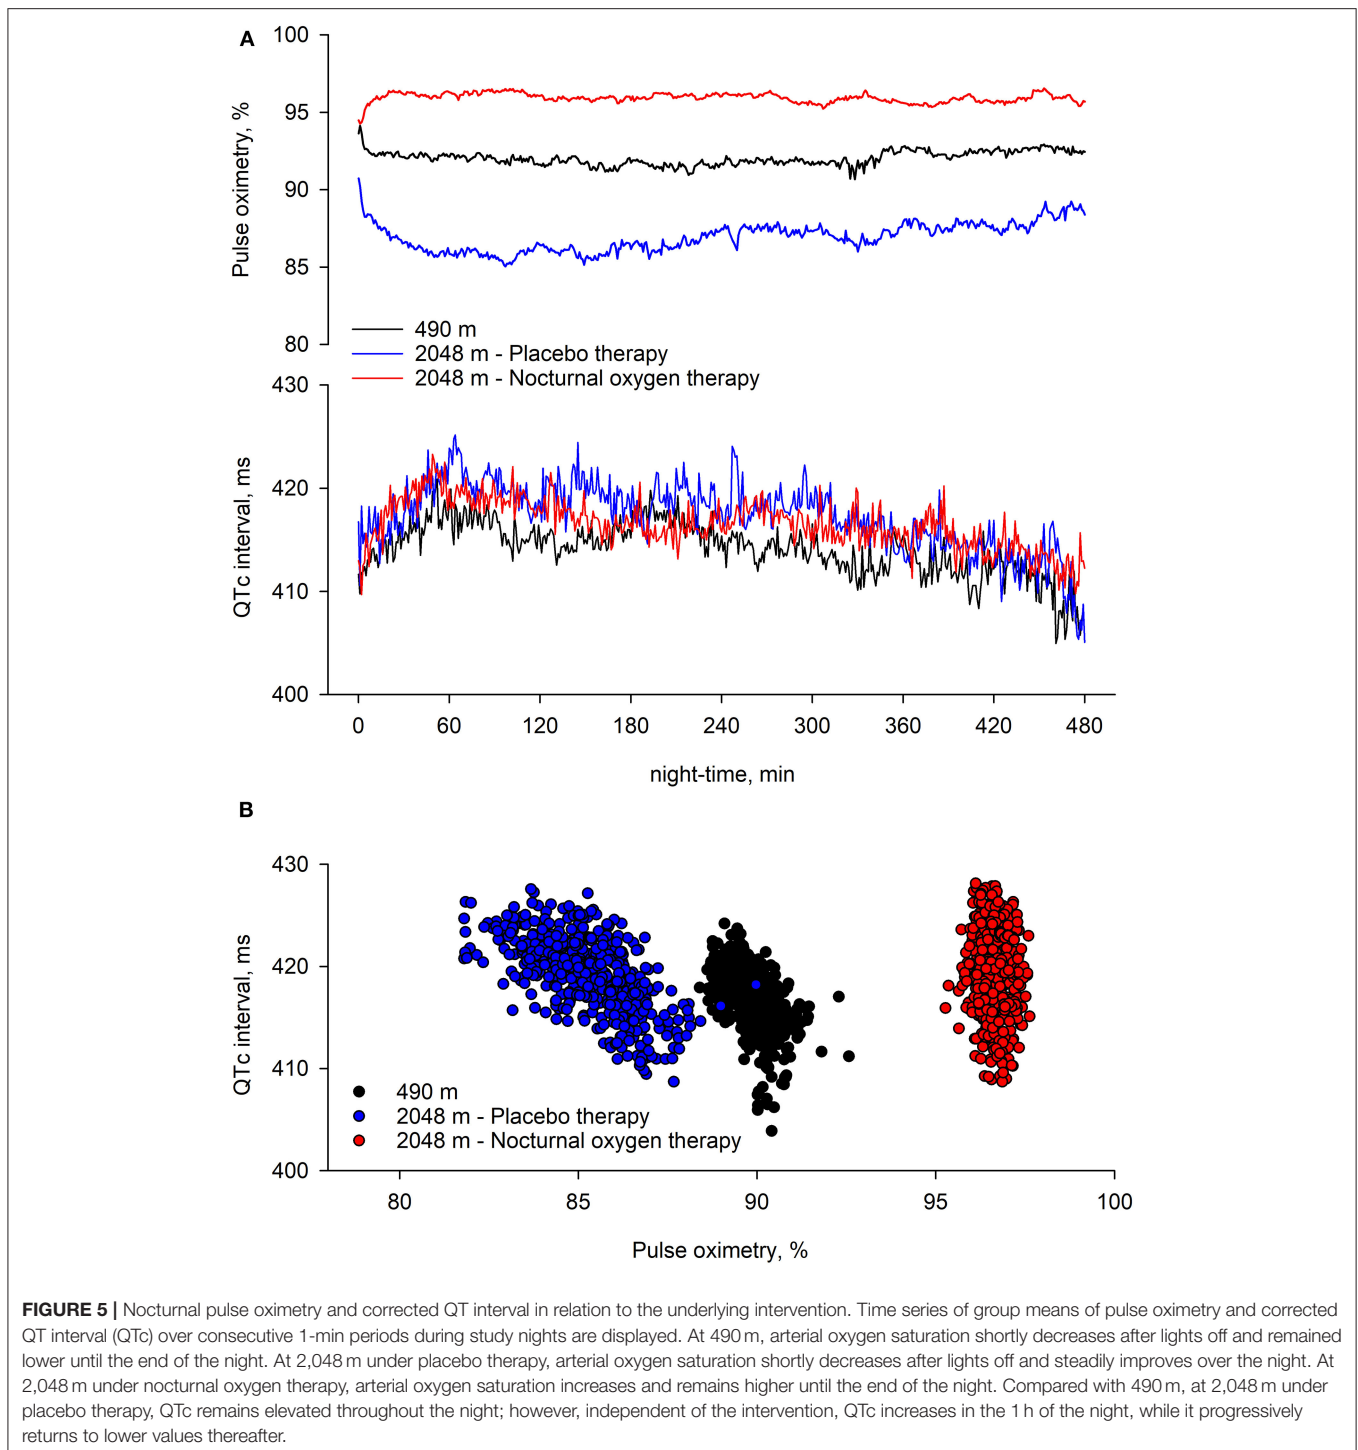 A
100
95
90
85
80
Pulse oximetry, %
490 m
2048 m - Placebo therapy
2048 m - Nocturnal oxygen therapy
430
420
410
400
QTc interval, ms
0 60 120 180 240 300 360 420 480
night-time, min
B
430
420
410
400
QTc interval, ms
490 m
2048 m - Placebo therapy
2048 m - Nocturnal oxygen therapy
80 85 90 95 100
Pulse oximetry, %
FIGURE 5 | Nocturnal pulse oximetry and corrected QT interval in relation to the underlying intervention. Time series of group means of pulse oximetry and corrected
QT interval (QTc) over consecutive 1-min periods during study nights are displayed. At 490 m, arterial oxygen saturation shortly decreases after lights off and remained
lower until the end of the night. At 2,048 m under placebo therapy, arterial oxygen saturation shortly decreases after lights off and steadily improves over the night. At
2,048 m under nocturnal oxygen therapy, arterial oxygen saturation increases and remains higher until the end of the night. Compared with 490 m, at 2,048 m under
placebo therapy, QTc remains elevated throughout the night; however, independent of the intervention, QTc increases in the 1 h of the night, while it progressively
returns to lower values thereafter.